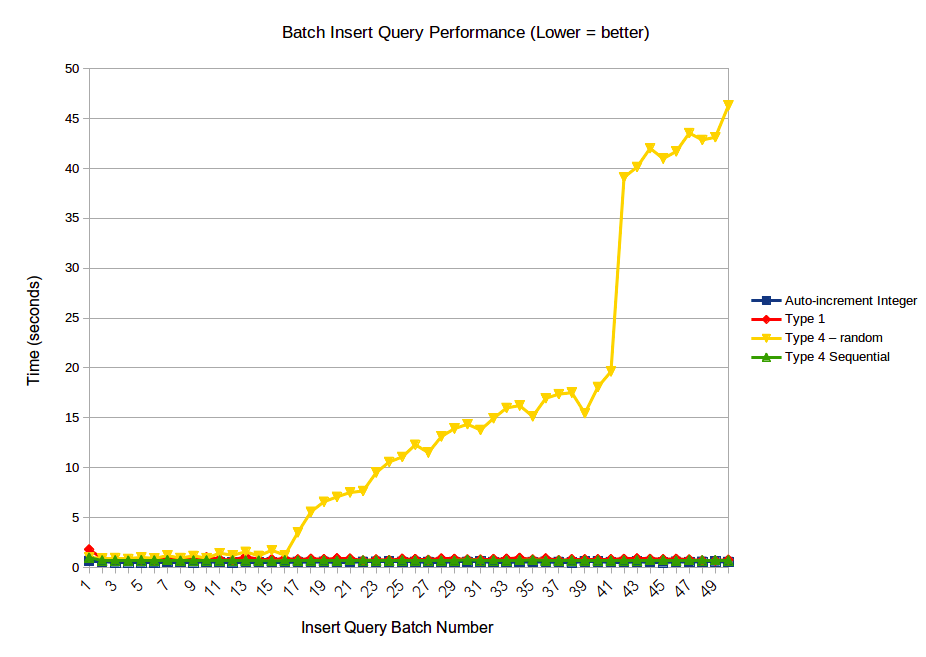 Batch Insert Query Performance (Lower = better)
50
45
40
35
30
25
20
15
10
5
0
Time (seconds)
1 3 5 7 9 11 13 15 17 19 21 23 25 27 29 31 33 35 37 39 41 43 45 47 49
Insert Query Batch Number
Auto-increment Integer
Type 1
Type 4 – random
Type 4 Sequential